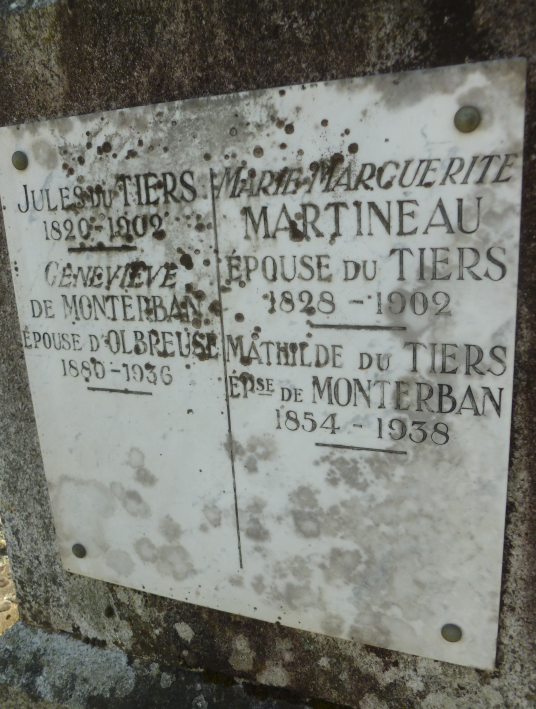 JULES DU TIERS
1820-1902
GENEVIÈVE
DE MONTERBAN
ÉPOUSE D'OLBREUSE
1880-1936
MARIE-MARGUERITE
MARTINEAU
ÉPOUSE DU TIERS
1828-1902
MATHILDE DU TIERS
ÉPSE DE MONTERBAN
1854-1938